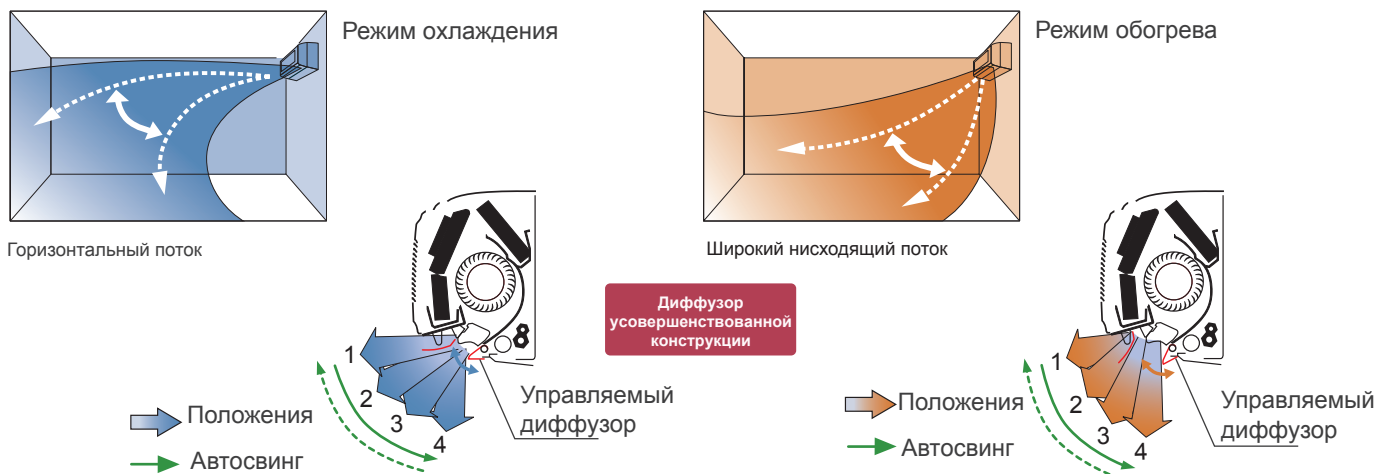 Режим охлаждения
Горизонтальный поток
1
2
3
4
Положения
Автосвинг
Управляемый
диффузор
Диффузор
усовершенствованной
конструкции
Режим обогрева
Широкий нисходящий поток
1
2
3
4
Положения
Автосвинг
Управляемый
диффузор